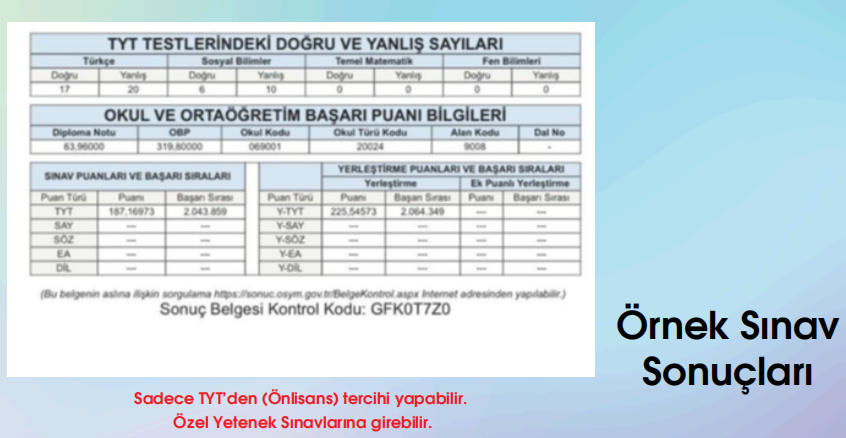 TYT TESTLERİNDEKİ DOĞRU VE YANLIŞ SAYILARI
Türkçe Sosyal Bilimler Temel Matematik Fen Bilimleri
Doğru Yanlış Doğru Yanlış Doğru Yanlış Doğru Yanlış
17 20 6 10 0 0 0 0
OKUL VE ORTAÖĞRETİM BAŞARI PUANI BİLGİLERİ
Diploma Notu OBP Okul Kodu Okul Türü Kodu Alan Kodu Dal No
63,96000 319,80000 069001 20024 9008 -
SINAV PUANLARI VE BAŞARI SIRALARI
Puan Türü Puanı Başarı Sırası
TYT 187,16973 2.043.859
SAY --- ---
SÖZ --- ---
EA --- ---
DİL --- ---
YERLEŞTİRME PUANLARI VE BAŞARI SIRALARI
Yerleştirme Ek Puanlı Yerleştirme
Puan Türü Puanı Başarı Sırası Puanı Başarı Sırası
Y-TYT 225,54573 2.064.349 --- ---
Y-SAY --- --- --- ---
Y-SÖZ --- --- --- ---
Y-EA --- --- --- ---
Y-DİL --- --- --- ---
(Bu belgenin aslına ilişkin sorgulama https://sonuc.osym.gov.tr/BelgeKontrol.aspx Internet adresinden yapılabilir.)
Sonuç Belgesi Kontrol Kodu: GFK0T7Z0
Örnek Sınav
Sonuçları
Sadece TYT'den (Önlisans) tercihi yapabilir.
Özel Yetenek Sınavlarına girebilir.